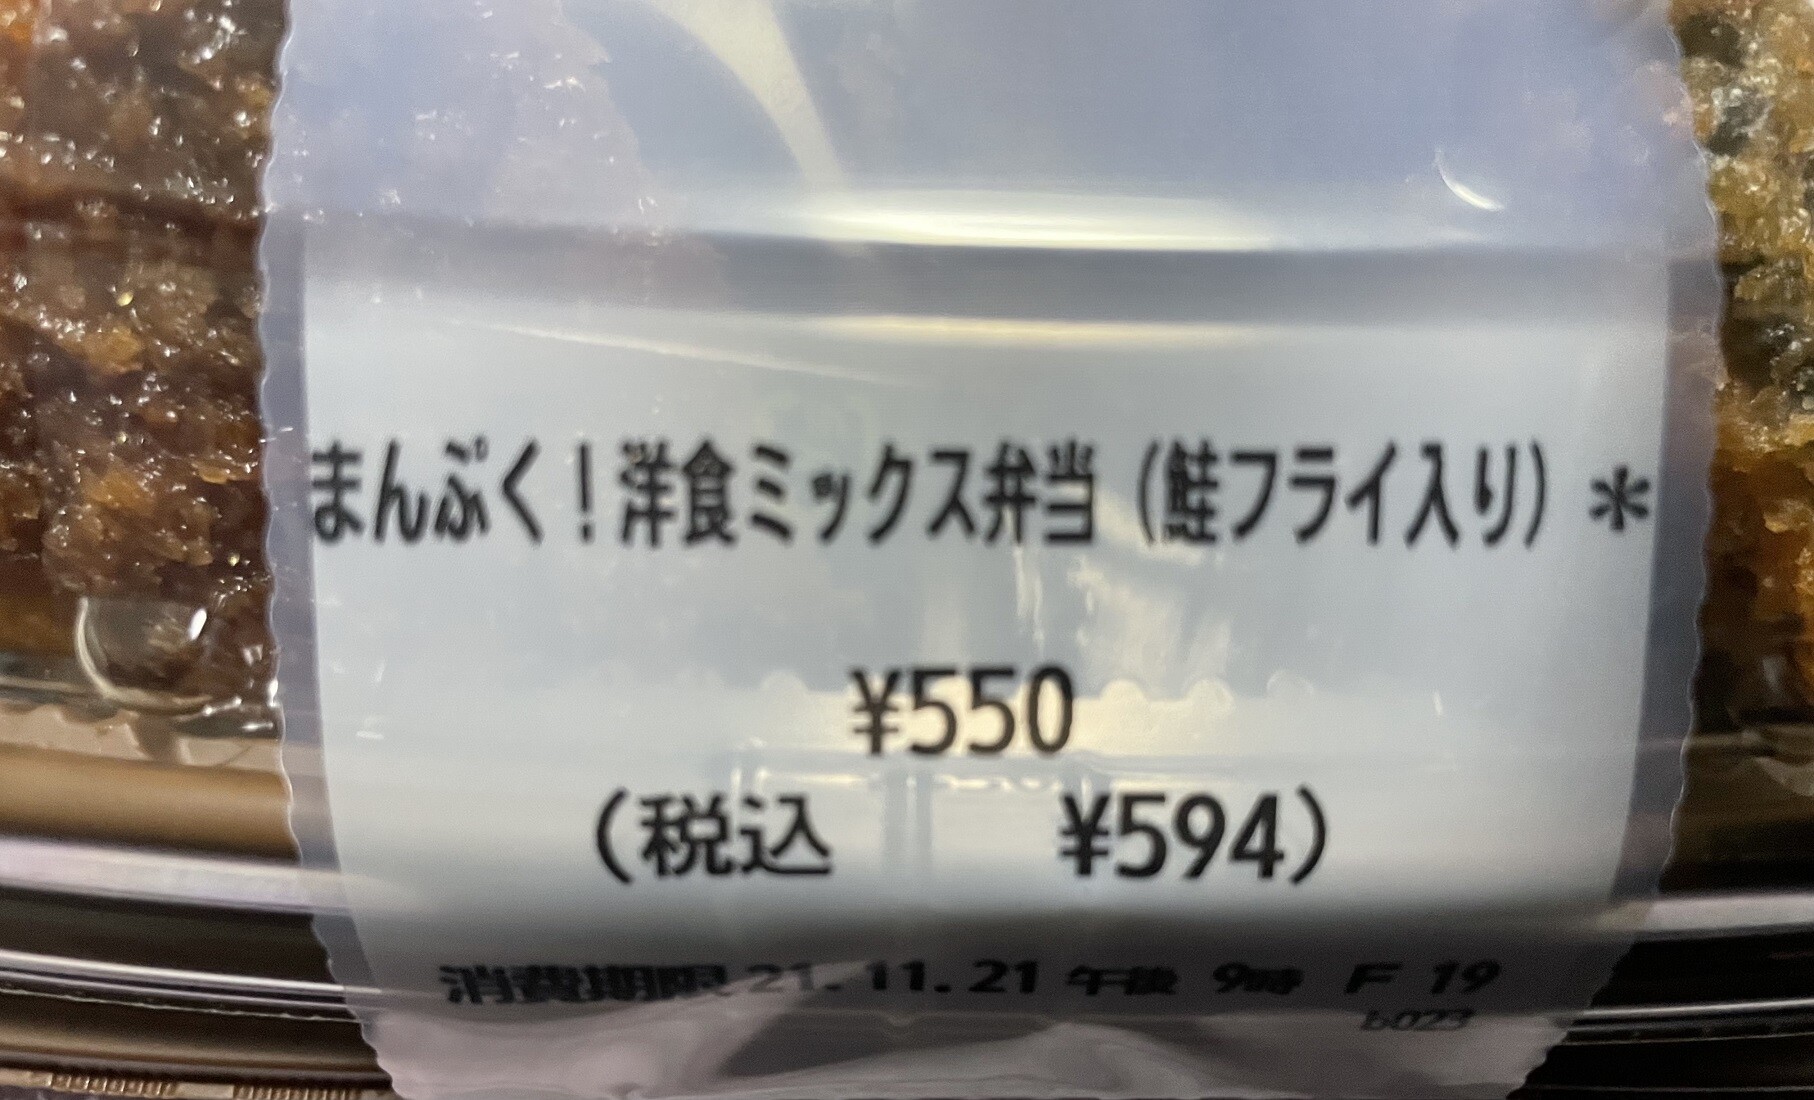 まんぷく！洋食ミックス弁当（鮭フライ入り）＊
¥550
（税込 ¥594）
消費期限 21.11.21 午後 9時 F 19
b023